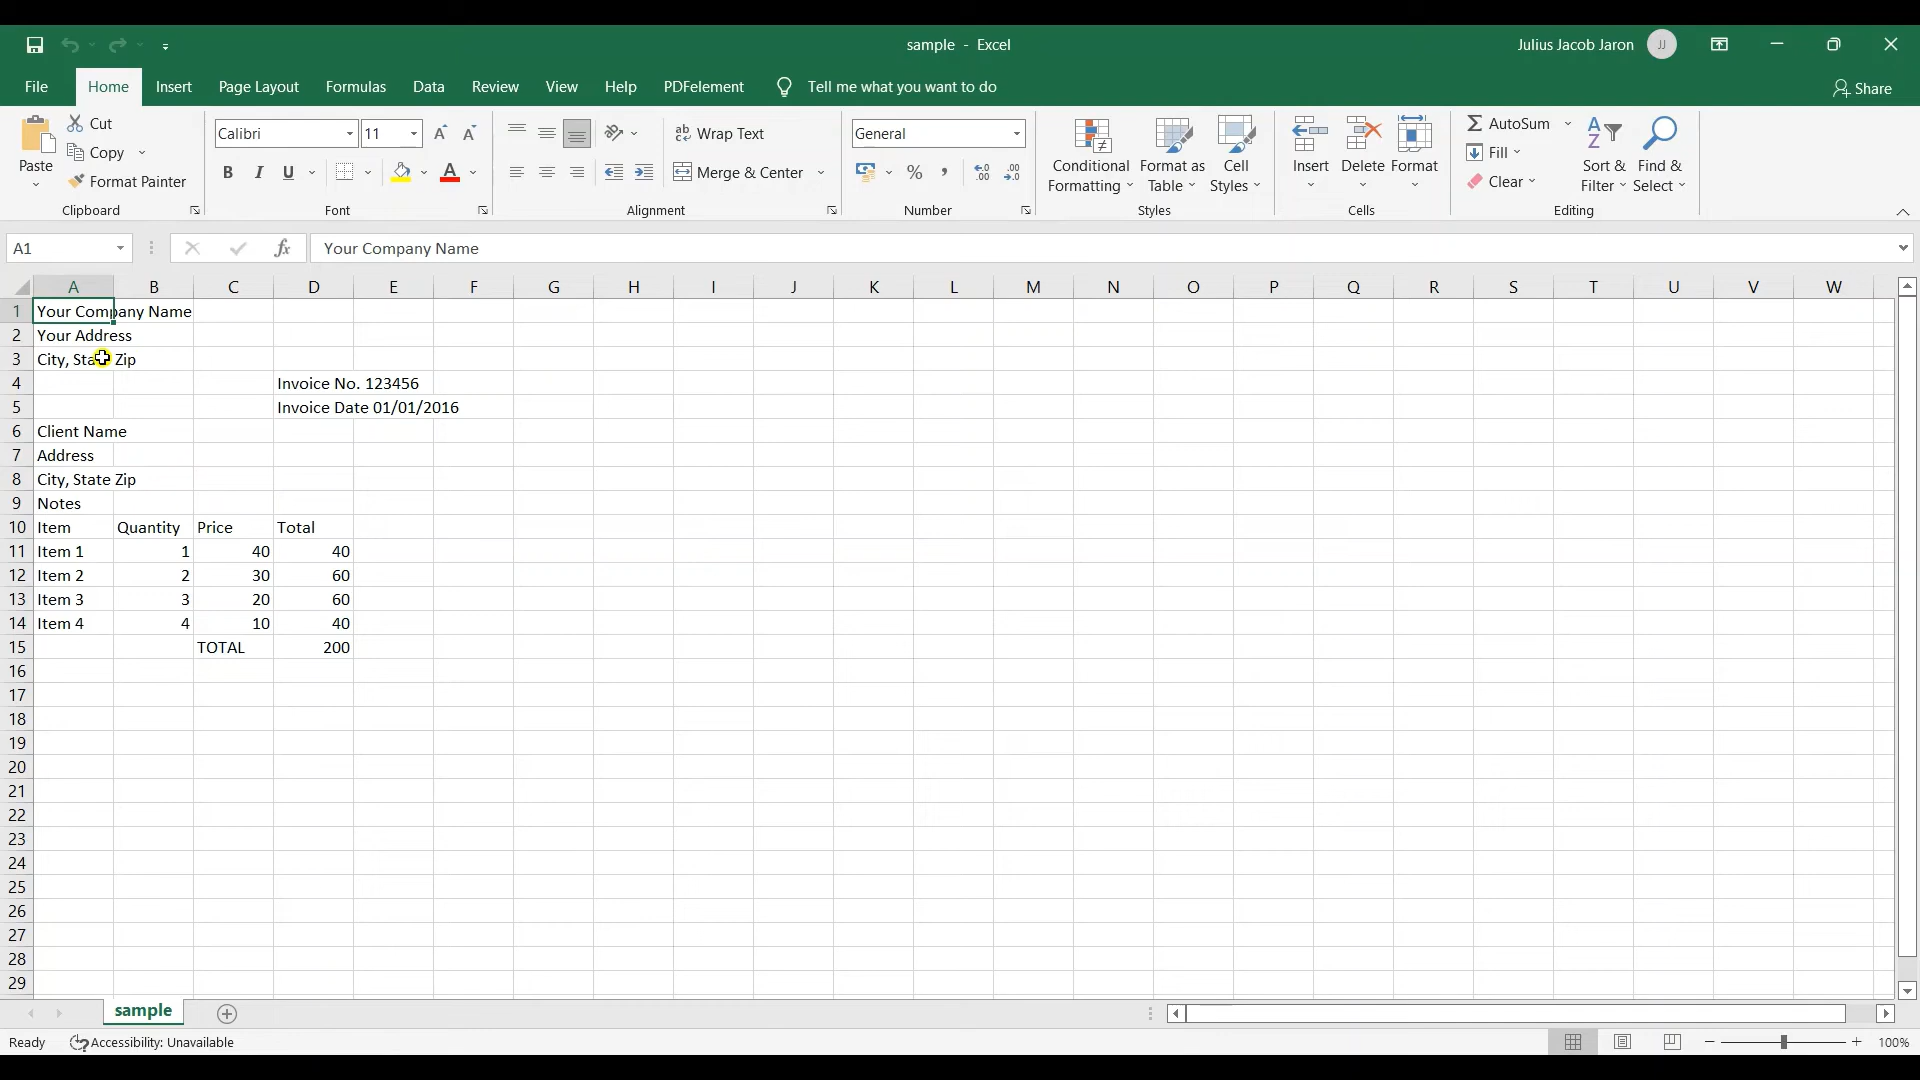 sample - Excel
Julius Jacob Jaron JJ
File Home Insert Page Layout Formulas Data Review View Help PDFelement Tell me what you want to do Share
Paste
Cut
Copy
Format Painter
Clipboard
Calibri 11
B I U A
Font
ab Wrap Text
Merge & Center
Alignment
General
% ,
Number
Conditional Formatting
Format as Table
Cell Styles
Styles
Insert Delete Format
Cells
AutoSum
Fill
Clear
Sort & Filter
Find & Select
Editing
A1 fx Your Company Name
A B C D E F G H I J K L M N O P Q R S T U V W
1 Your Company Name
2 Your Address
3 City, State Zip
4 Invoice No. 123456
5 Invoice Date 01/01/2016
6 Client Name
7 Address
8 City, State Zip
9 Notes
10 Item Quantity Price Total
11 Item 1 1 40 40
12 Item 2 2 30 60
13 Item 3 3 20 60
14 Item 4 4 10 40
15 TOTAL 200
16
17
18
19
20
21
22
23
24
25
26
27
28
29
sample
Ready Accessibility: Unavailable 100%